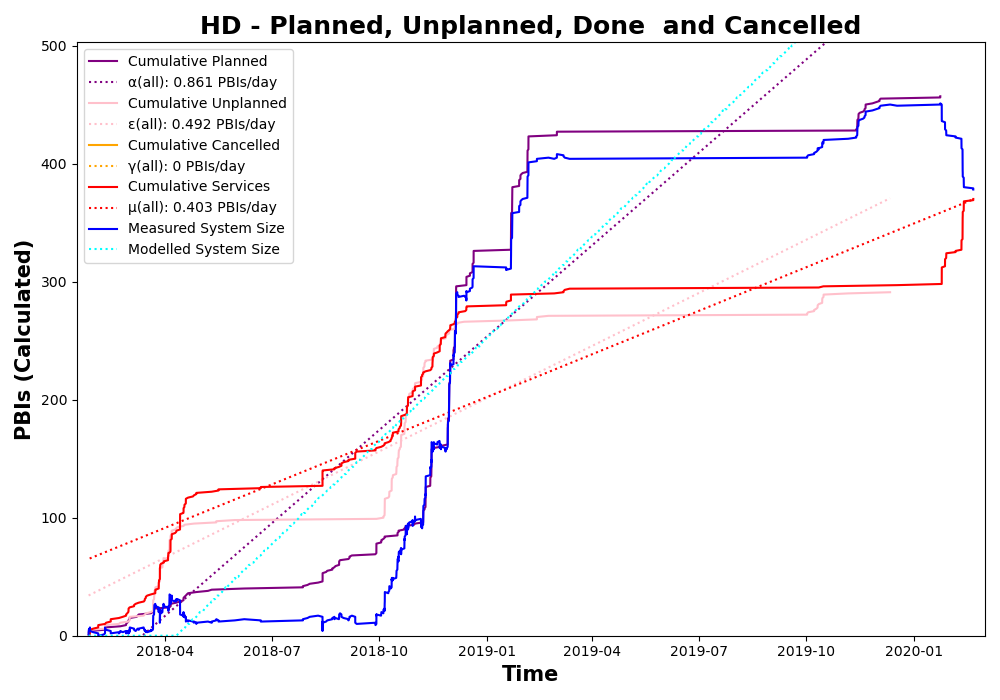 HD - Planned, Unplanned, Done  and Cancelled
Cumulative Planned
α(all): 0.861 PBIs/day
Cumulative Unplanned
ε(all): 0.492 PBIs/day
Cumulative Cancelled
γ(all): 0 PBIs/day
Cumulative Services
μ(all): 0.403 PBIs/day
Measured System Size
Modelled System Size
PBIs (Calculated)
500
400
300
200
100
0
2018-04 2018-07 2018-10 2019-01 2019-04 2019-07 2019-10 2020-01
Time